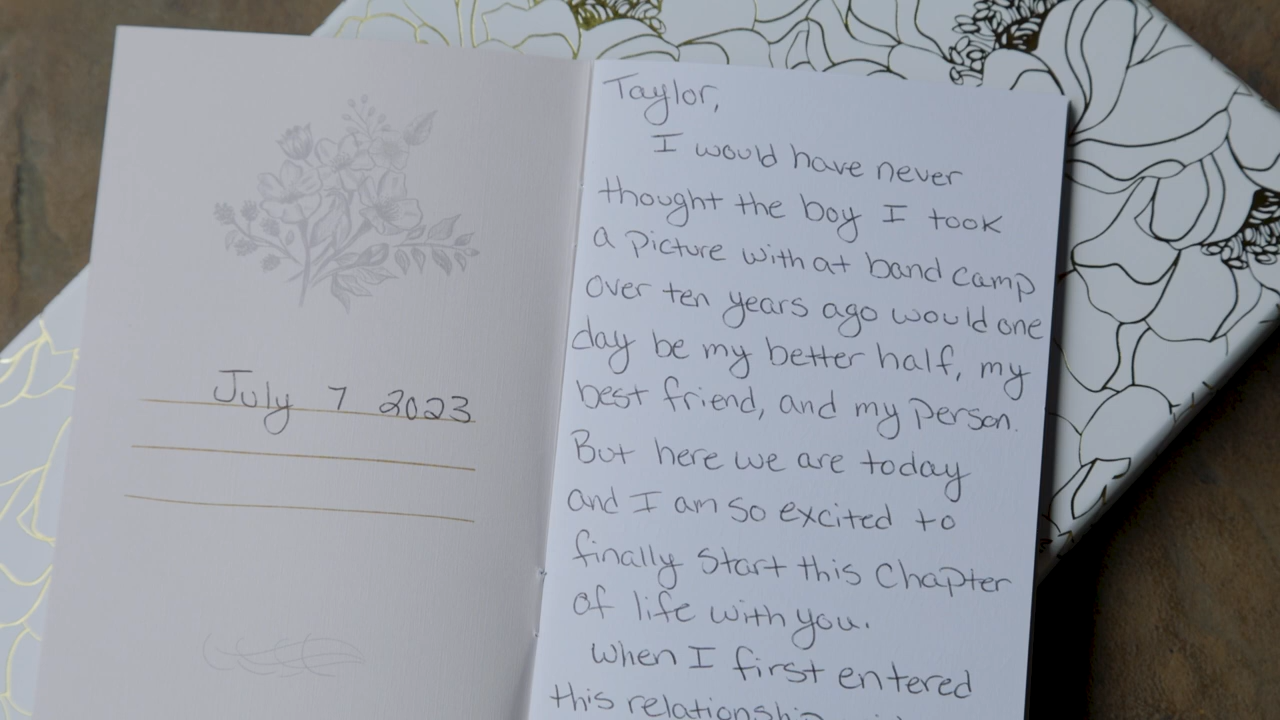 July 7 2023
Taylor,
I would have never
thought the boy I took
a picture with at band camp
over ten years ago would one
day be my better half, my
best friend, and my person.
But here we are today
and I am so excited to
finally start this chapter
of life with you.
When I first entered
this relationship